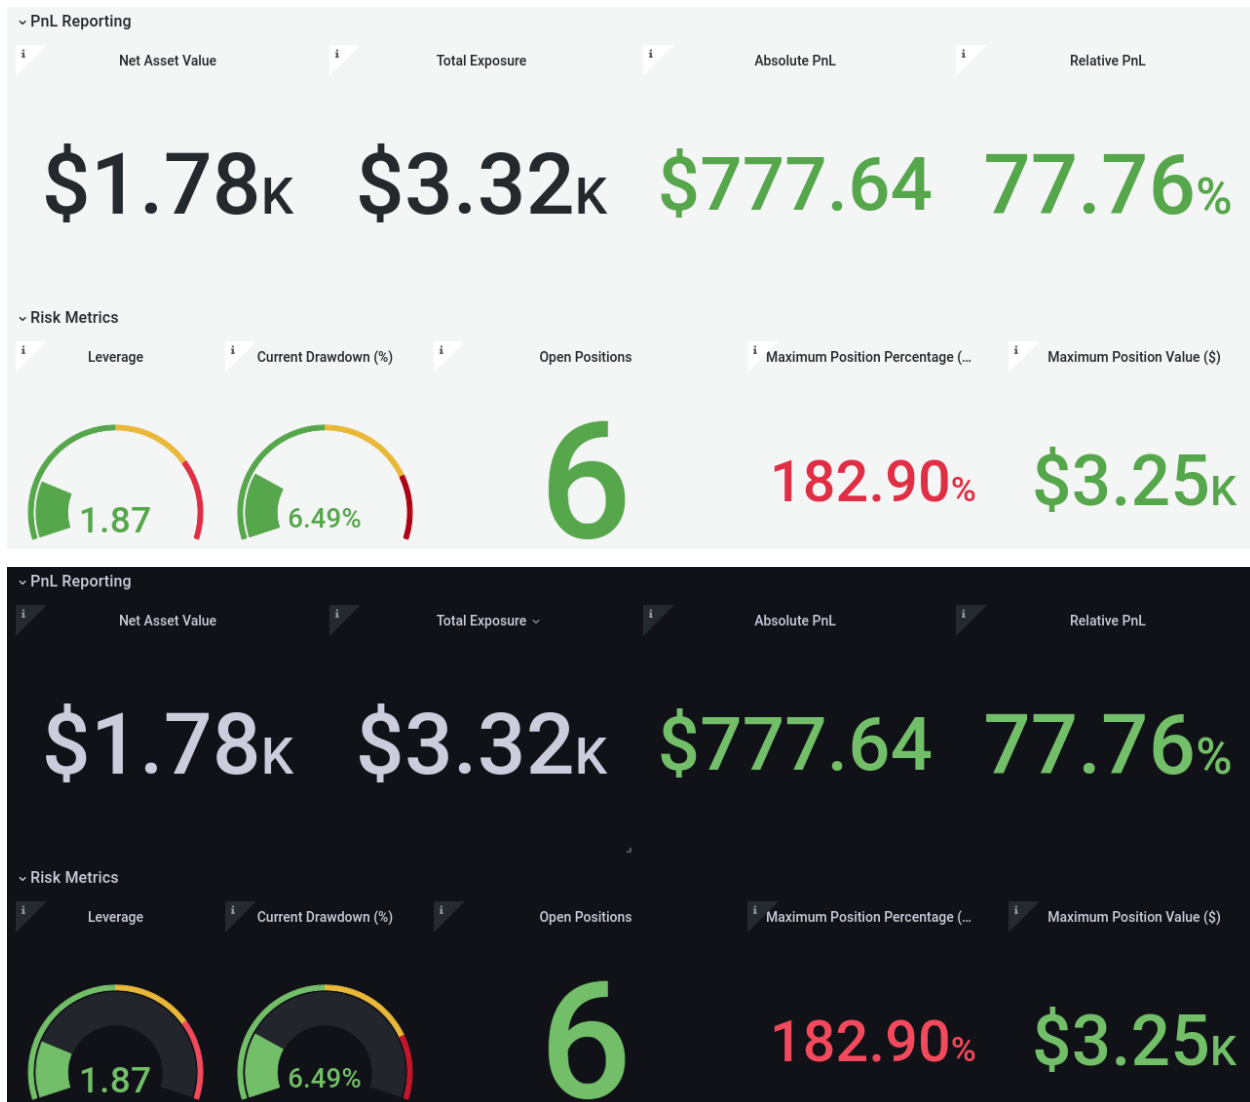 PnL Reporting
i Net Asset Value i Total Exposure i Absolute PnL i Relative PnL
$1.78K $3.32K $777.64 77.76%
Risk Metrics
i Leverage i Current Drawdown (%) i Open Positions i Maximum Position Percentage (... i Maximum Position Value ($)
1.87 6.49% 6 182.90% $3.25K
PnL Reporting
i Net Asset Value i Total Exposure i Absolute PnL i Relative PnL
$1.78K $3.32K $777.64 77.76%
Risk Metrics
i Leverage i Current Drawdown (%) i Open Positions i Maximum Position Percentage (... i Maximum Position Value ($)
1.87 6.49% 6 182.90% $3.25K